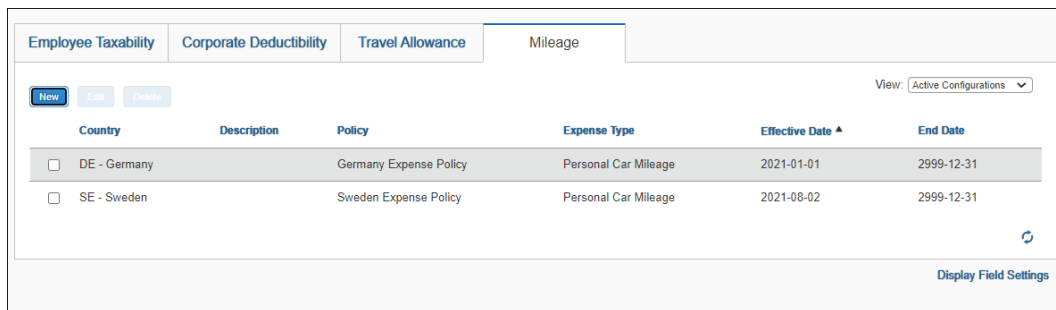 Employee Taxability Corporate Deductibility Travel Allowance Mileage
View: Active Configurations
New Edit Delete
Country Description Policy Expense Type Effective Date End Date
DE - Germany Germany Expense Policy Personal Car Mileage 2021-01-01 2999-12-31
SE - Sweden Sweden Expense Policy Personal Car Mileage 2021-08-02 2999-12-31
Display Field Settings